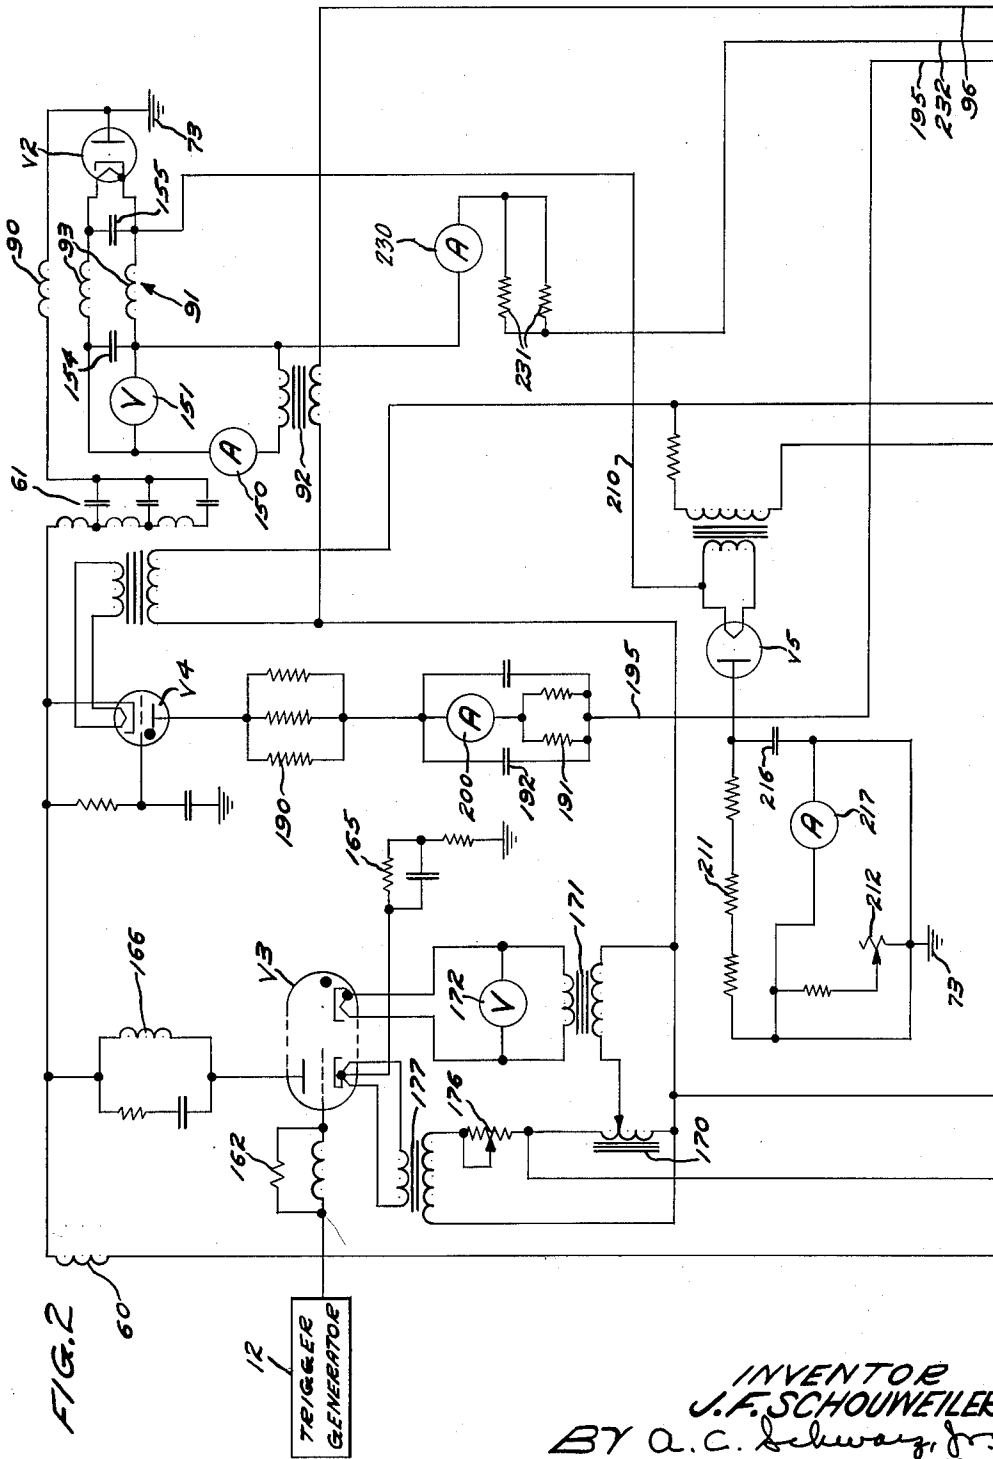 FIG. 2
60
12
TRIGGER
GENERATOR
162
166
V3
177
176
170
172
V
171
165
190
V4
200
A
192
191
195
61
90
93
V2
73
155
154
91
V
151
A
150
92
230
A
231
210
V5
211
216
A
217
212
73
195
232
96
INVENTOR
J.F. SCHOUWEILER
BY A.C. Schwarz, Jr.